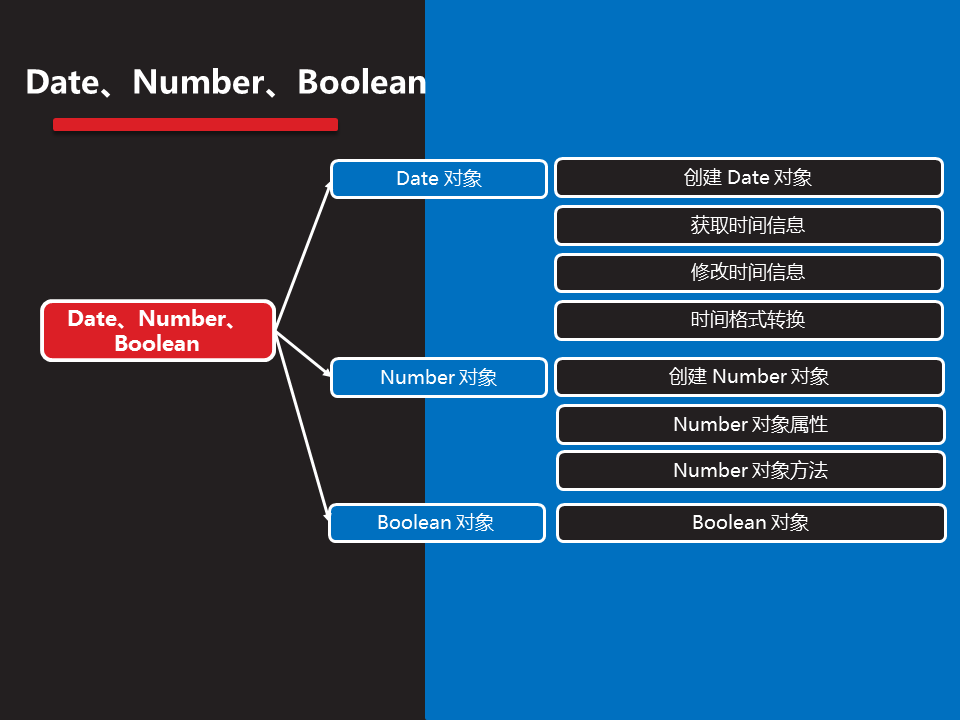 Date、Number、Boolean
Date 对象
创建 Date 对象
获取时间信息
修改时间信息
时间格式转换
Date、Number、
Boolean
Number 对象
创建 Number 对象
Number 对象属性
Number 对象方法
Boolean 对象
Boolean 对象